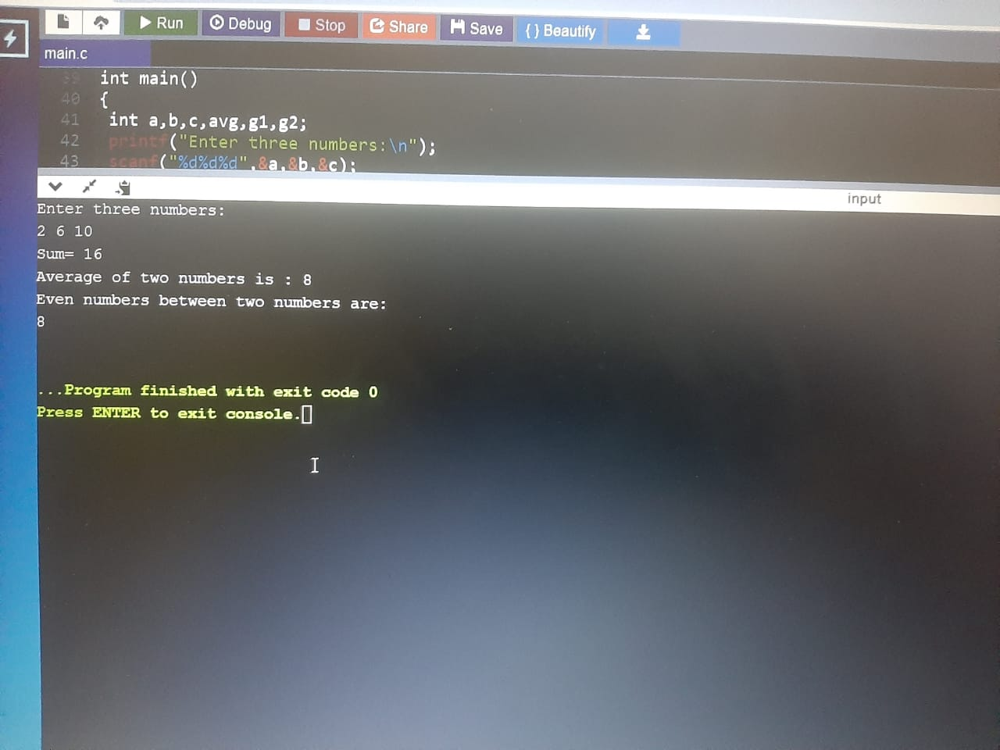 Run Debug Stop Share Save { } Beautify
main.c
39 int main()
40 {
41 int a,b,c,avg,g1,g2;
42 printf("Enter three numbers:\n");
43 scanf("%d%d%d",&a,&b,&c);
input
Enter three numbers:
2 6 10
Sum= 16
Average of two numbers is : 8
Even numbers between two numbers are:
8
...Program finished with exit code 0
Press ENTER to exit console.